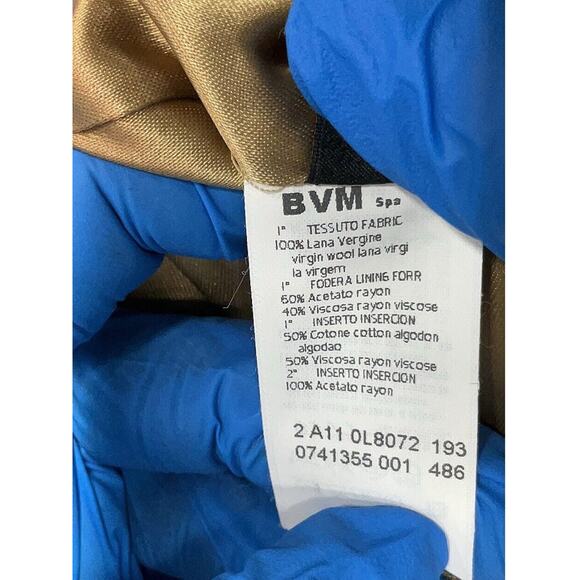 BVM Spa
1° TESSUTO FABRIC
100% Lana Vergine
virgin wool lana virgi
la virgem
1° FODERA LINING FORR
60% Acetato rayon
40% Viscosa rayon viscose
1° INSERTO INSERCION
50% Cotone cotton algodon
algodao
50% Viscosa rayon viscose
2° INSERTO INSERCION
100% Acetato rayon
2 A11 0L8072 193
0741355 001 486